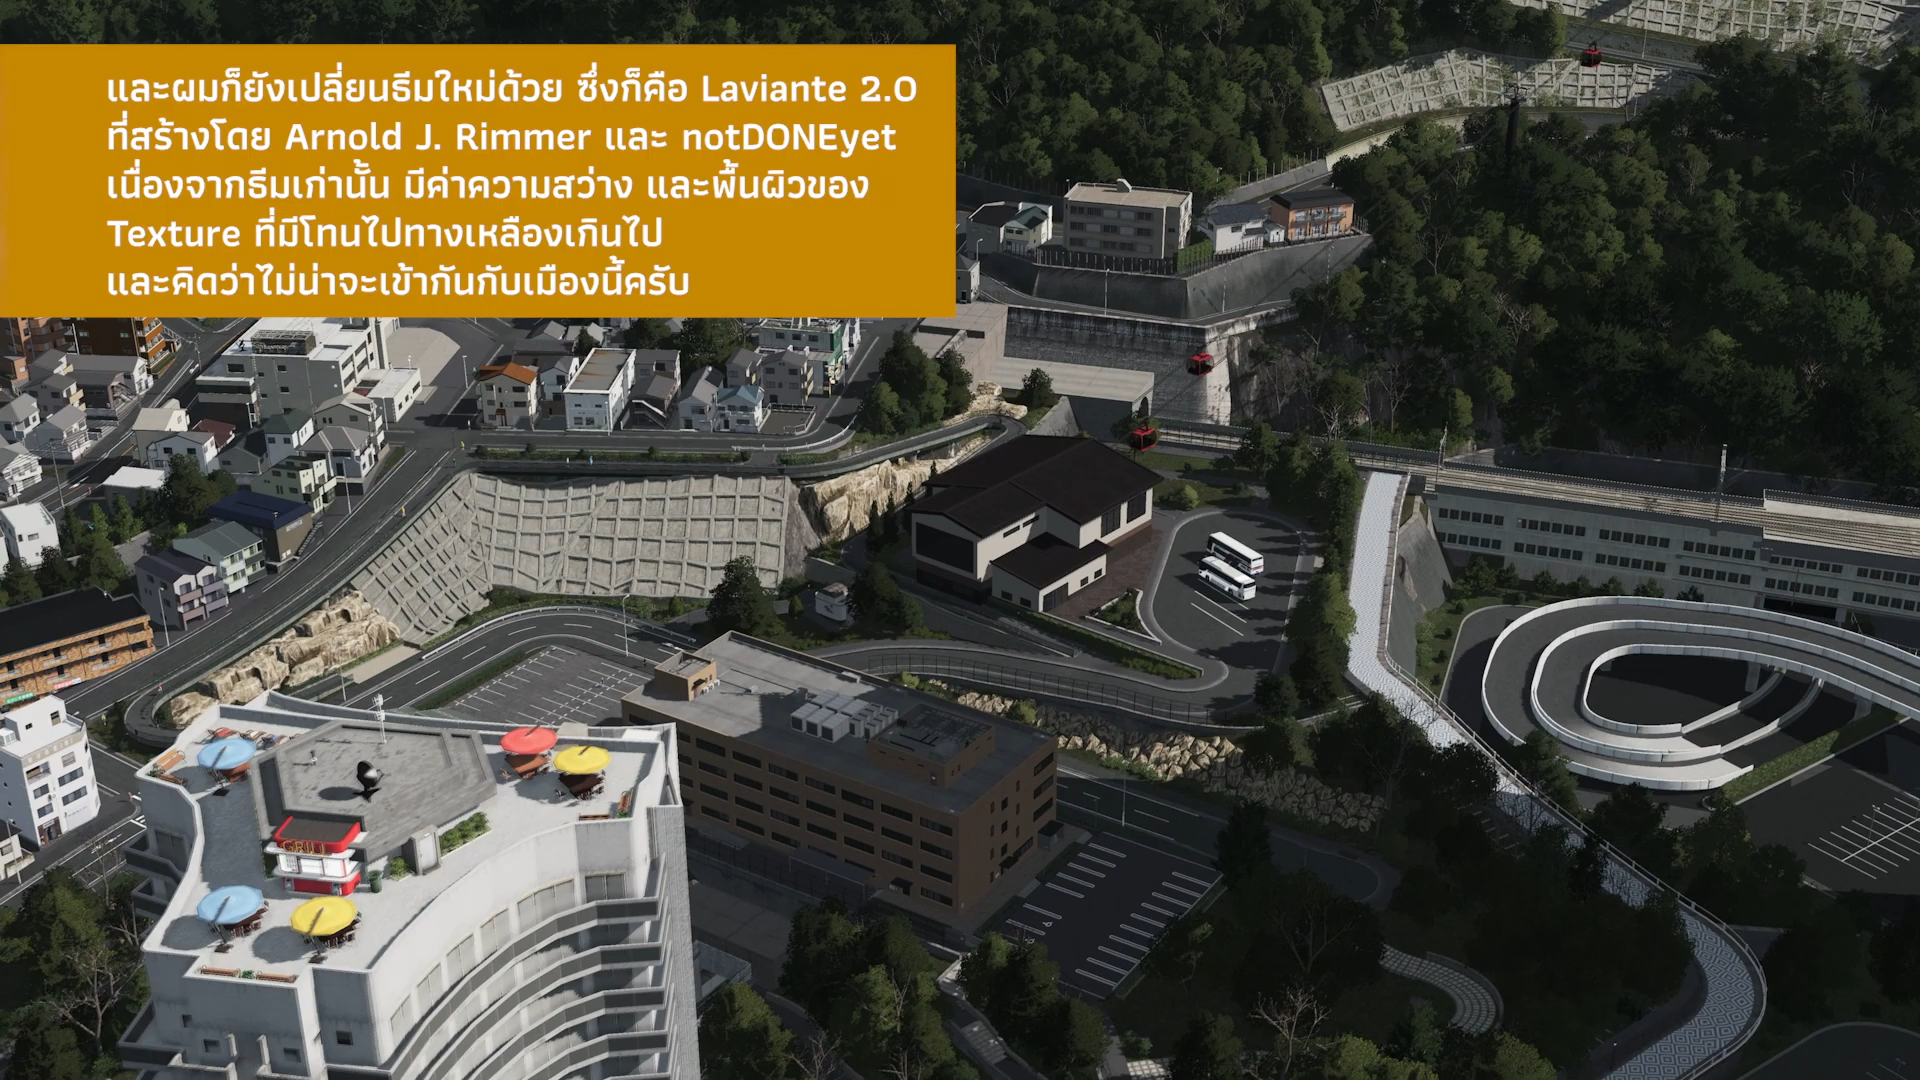 และผมก็ยังเปลี่ยนธีมใหม่ด้วย ซึ่งก็คือ Laviante 2.0
ที่สร้างโดย Arnold J. Rimmer และ notDONEyet
เนื่องจากธีมเก่านั้น มีค่าความสว่าง และพื้นผิวของ
Texture ที่มีโทนไปทางเหลืองเกินไป
และคิดว่าไม่น่าจะเข้ากันกับเมืองนี้ครับ
GRILL